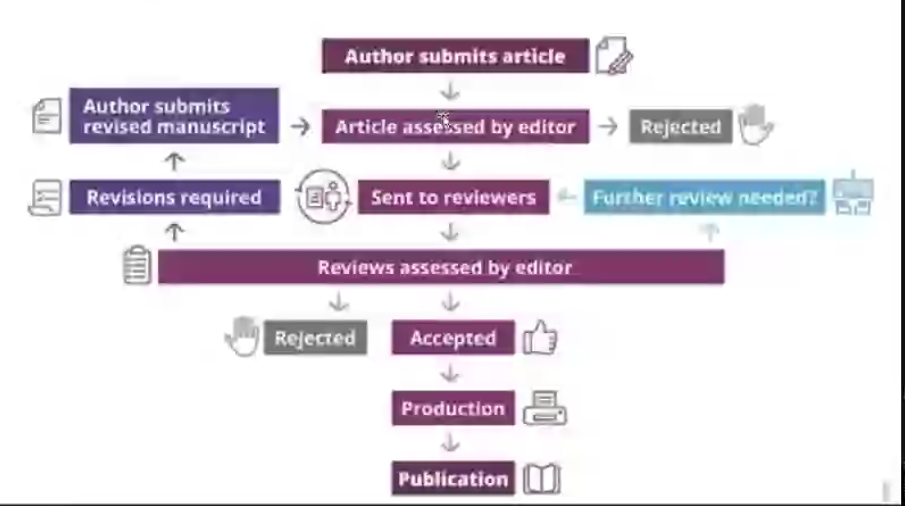 Author submits article
Author submits
revised manuscript
Article assessed by editor
Rejected
Revisions required
Sent to reviewers
Further review needed?
Reviews assessed by editor
Rejected
Accepted
Production
Publication